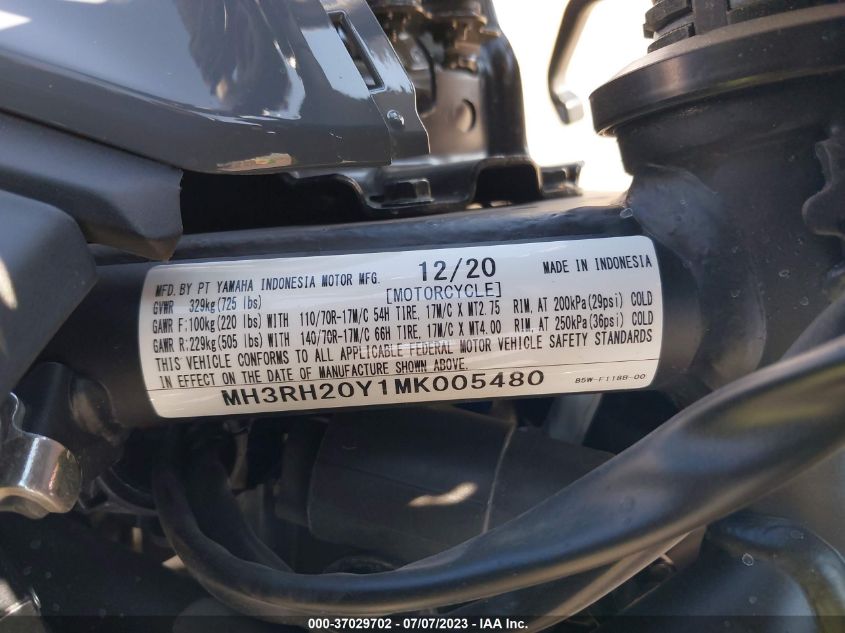 MFD. BY PT YAMAHA INDONESIA MOTOR MFG. 12/20 MADE IN INDONESIA
GVWR 329kg(725 lbs) [MOTORCYCLE]
GAWR F:100kg(220 lbs) WITH 110/70R-17M/C 54H TIRE, 17M/C X MT2.75 RIM, AT 200kPa(29psi) COLD
GAWR R:229kg(505 lbs) WITH 140/70R-17M/C 66H TIRE, 17M/C X MT4.00 RIM, AT 250kPa(36psi) COLD
THIS VEHICLE CONFORMS TO ALL APPLICABLE FEDERAL MOTOR VEHICLE SAFETY STANDARDS
IN EFFECT ON THE DATE OF MANUFACTURE SHOWN ABOVE.
MH3RH20Y1MK005480 B5W-F118B-00
000-37029702 - 07/07/2023 - WWW.IAAI.COM